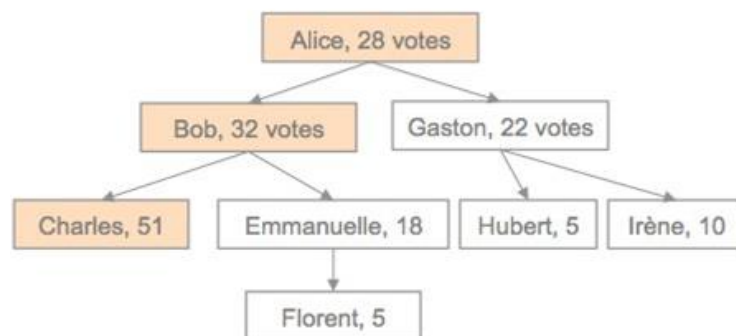 Alice, 28 votes
Bob, 32 votes
Gaston, 22 votes
Charles, 51
Emmanuelle, 18
Hubert, 5
Irène, 10
Florent, 5